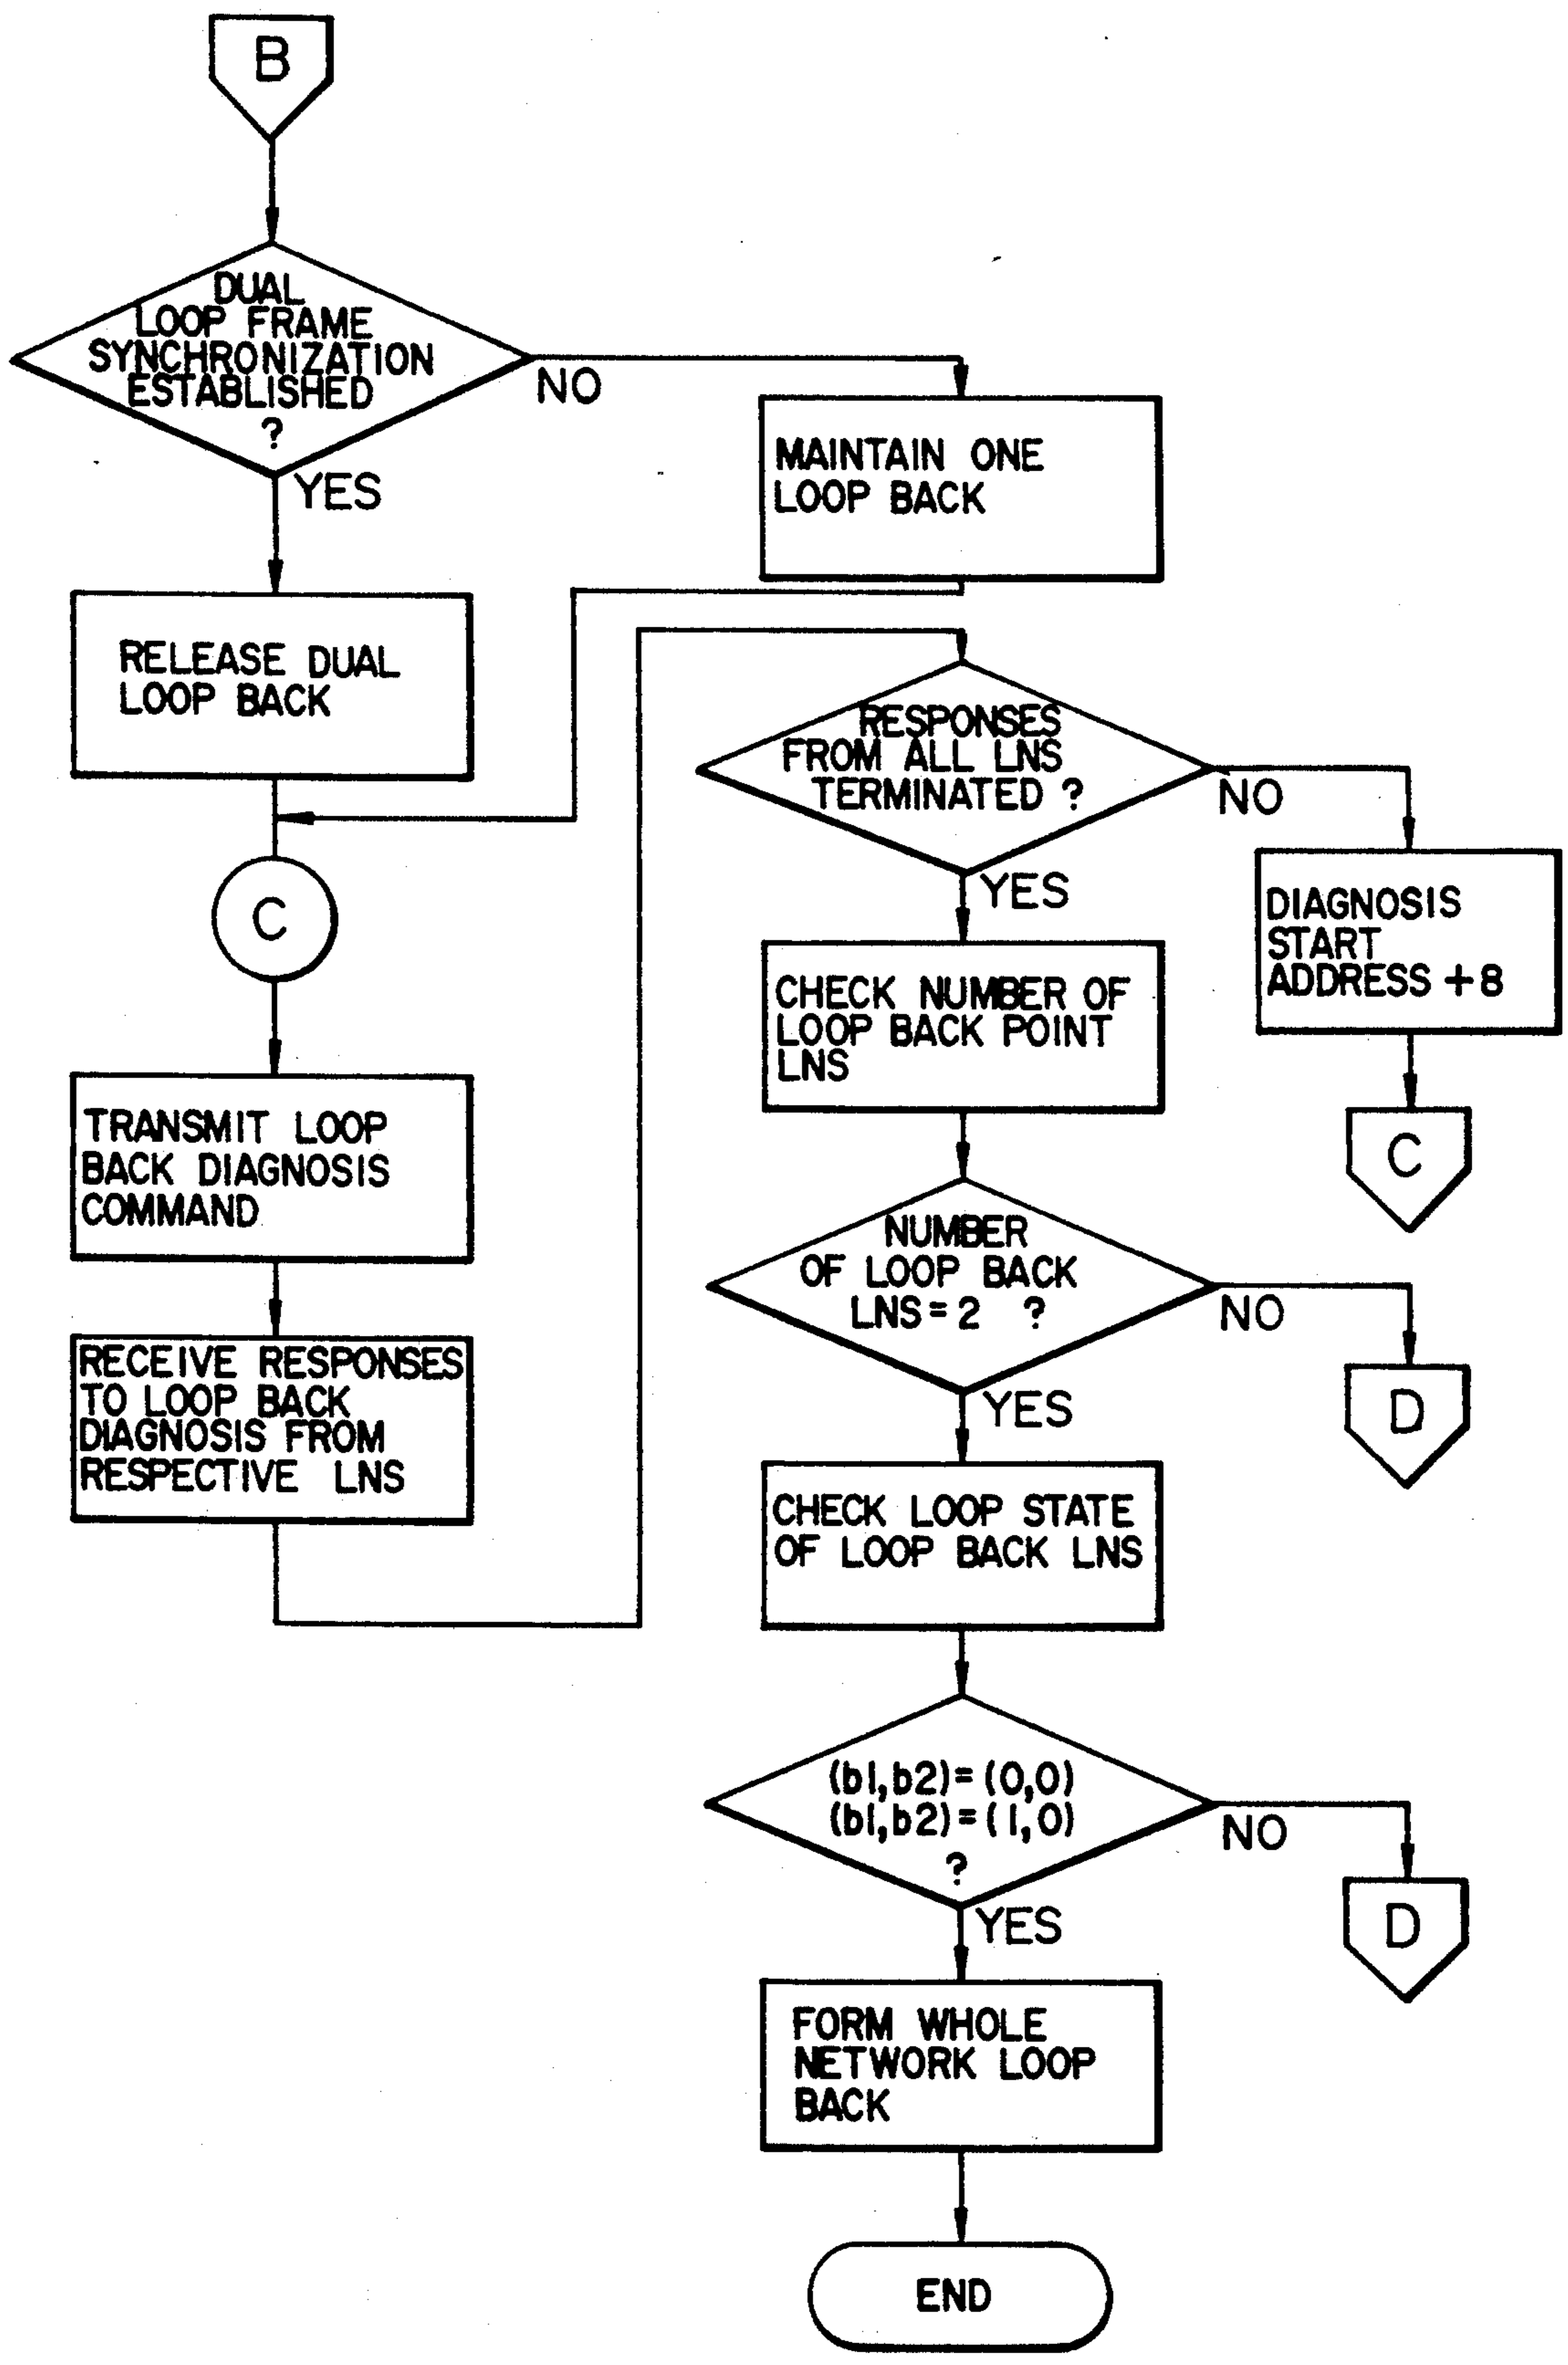 B
DUAL
LOOP FRAME
SYNCHRONIZATION
ESTABLISHED
?
NO
YES
MAINTAIN ONE
LOOP BACK
RELEASE DUAL
LOOP BACK
C
TRANSMIT LOOP
BACK DIAGNOSIS
COMMAND
RECEIVE RESPONSES
TO LOOP BACK
DIAGNOSIS FROM
RESPECTIVE LNS
RESPONSES
FROM ALL LNS
TERMINATED ?
NO
YES
DIAGNOSIS
START
ADDRESS +8
C
CHECK NUMBER OF
LOOP BACK POINT
LNS
NUMBER
OF LOOP BACK
LNS = 2 ?
NO
D
YES
CHECK LOOP STATE
OF LOOP BACK LNS
(b1,b2)=(0,0)
(b1,b2)=(1,0)
?
NO
D
YES
FORM WHOLE
NETWORK LOOP
BACK
END